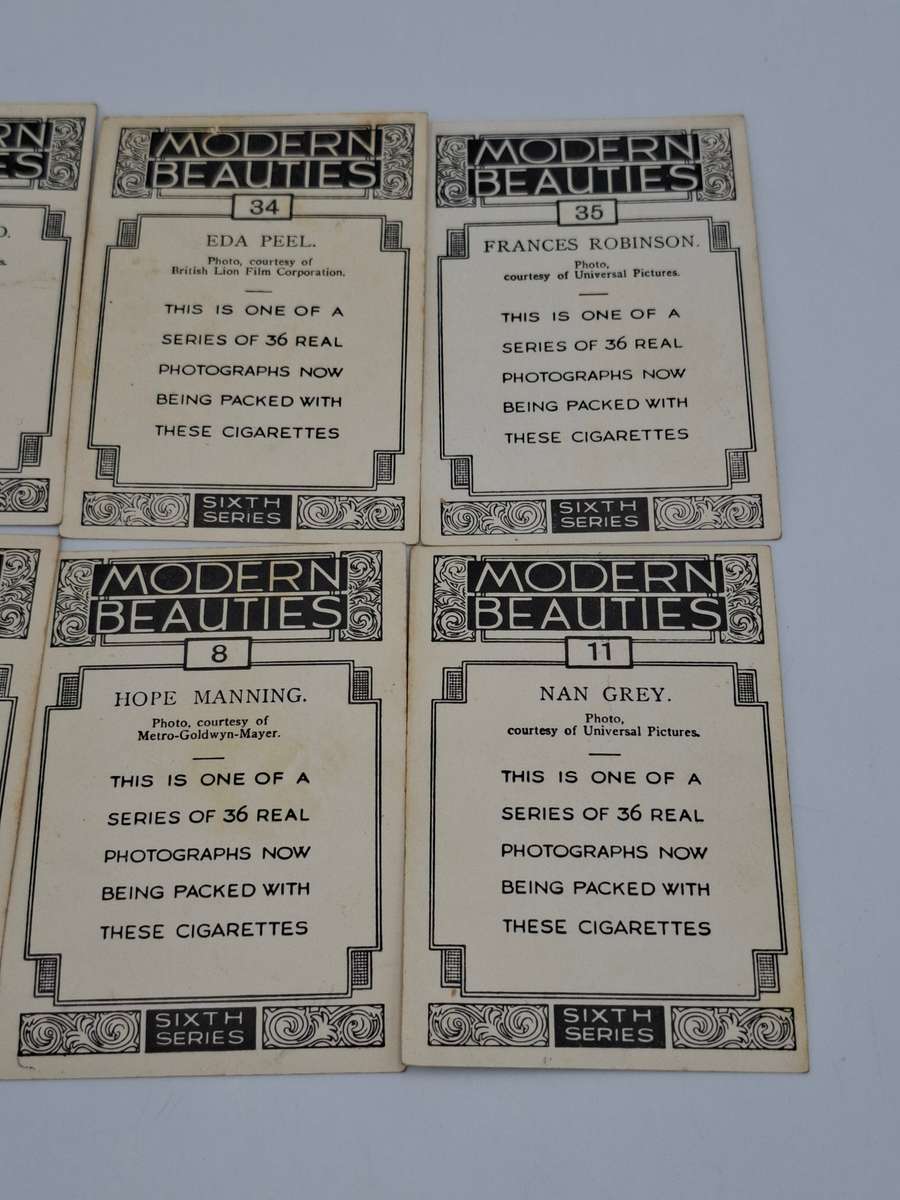 MODERN
BEAUTIES
34
EDA PEEL.
Photo, courtesy of
British Lion Film Corporation.
THIS IS ONE OF A
SERIES OF 36 REAL
PHOTOGRAPHS NOW
BEING PACKED WITH
THESE CIGARETTES
SIXTH
SERIES
MODERN
BEAUTIES
35
FRANCES ROBINSON.
Photo,
courtesy of Universal Pictures.
THIS IS ONE OF A
SERIES OF 36 REAL
PHOTOGRAPHS NOW
BEING PACKED WITH
THESE CIGARETTES
SIXTH
SERIES
MODERN
BEAUTIES
8
HOPE MANNING.
Photo, courtesy of
Metro-Goldwyn-Mayer.
THIS IS ONE OF A
SERIES OF 36 REAL
PHOTOGRAPHS NOW
BEING PACKED WITH
THESE CIGARETTES
SIXTH
SERIES
MODERN
BEAUTIES
11
NAN GREY.
Photo,
courtesy of Universal Pictures.
THIS IS ONE OF A
SERIES OF 36 REAL
PHOTOGRAPHS NOW
BEING PACKED WITH
THESE CIGARETTES
SIXTH
SERIES